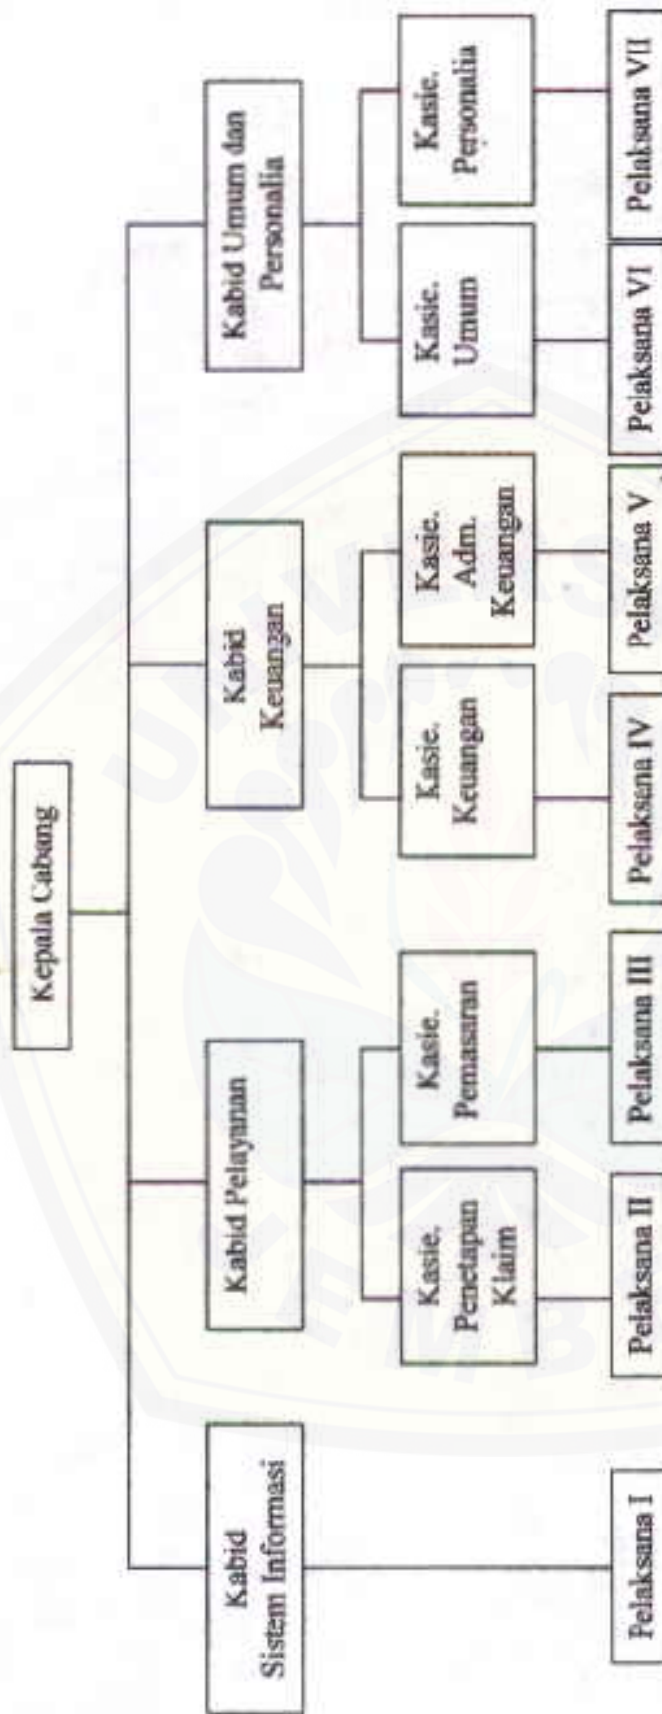 Kepala Cabang
Kabid
Sistem Informasi
Kabid Pelayanan
Kabid
Keuangan
Kabid Umum dan
Personalia
Kasie.
Penetapan
Klaim
Kasie.
Pemasaran
Kasie.
Keuangan
Kasie.
Adm.
Keuangan
Kasie.
Umum
Kasie.
Personalia
Pelaksana I
Pelaksana II
Pelaksana III
Pelaksana IV
Pelaksana V
Pelaksana VI
Pelaksana VII